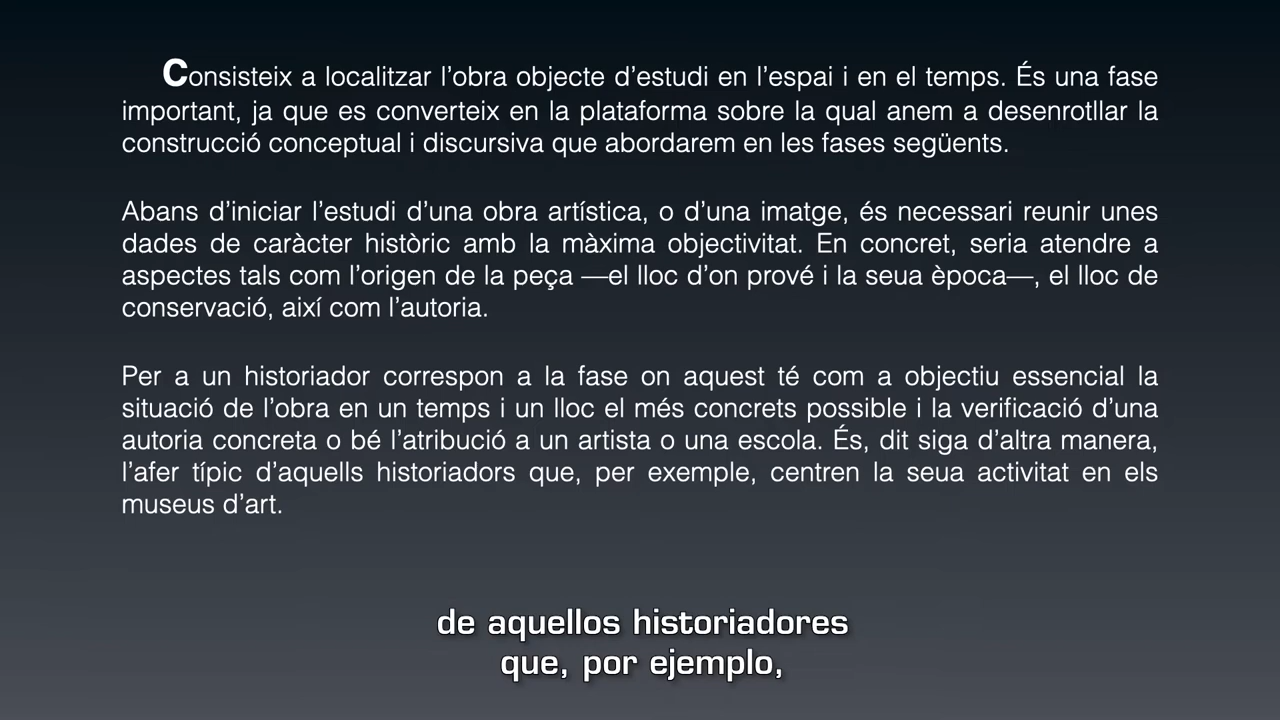 Consisteix a localitzar l’obra objecte d’estudi en l’espai i en el temps. És una fase
important, ja que es converteix en la plataforma sobre la qual anem a desenrotllar la
construcció conceptual i discursiva que abordarem en les fases següents.
Abans d’iniciar l’estudi d’una obra artística, o d’una imatge, és necessari reunir unes
dades de caràcter històric amb la màxima objectivitat. En concret, seria atendre a
aspectes tals com l’origen de la peça —el lloc d’on prové i la seua època—, el lloc de
conservació, així com l’autoria.
Per a un historiador correspon a la fase on aquest té com a objectiu essencial la
situació de l’obra en un temps i un lloc el més concrets possible i la verificació d’una
autoria concreta o bé l’atribució a un artista o una escola. És, dit siga d’altra manera,
l’afer típic d’aquells historiadors que, per exemple, centren la seua activitat en els
museus d’art.
de aquellos historiadores
que, por ejemplo,